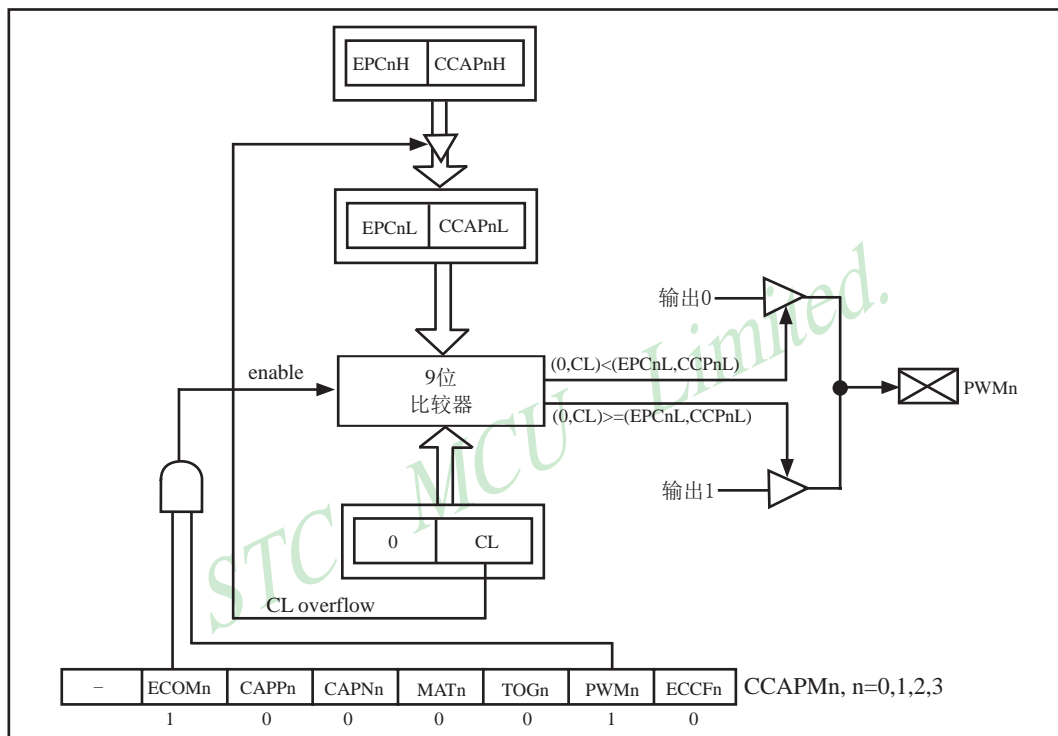 EPCnH CCAPnH
EPCnL CCAPnL
输出0
(0,CL)<(EPCnL,CCPnL)
enable
9位
比较器
PWMn
(0,CL)>=(EPCnL,CCPnL)
输出1
0 CL
CL overflow
STC MCU Limited.
– ECOMn CAPPn CAPNn MATn TOGn PWMn ECCFn CCAPMn, n=0,1,2,3
1 0 0 0 0 1 0